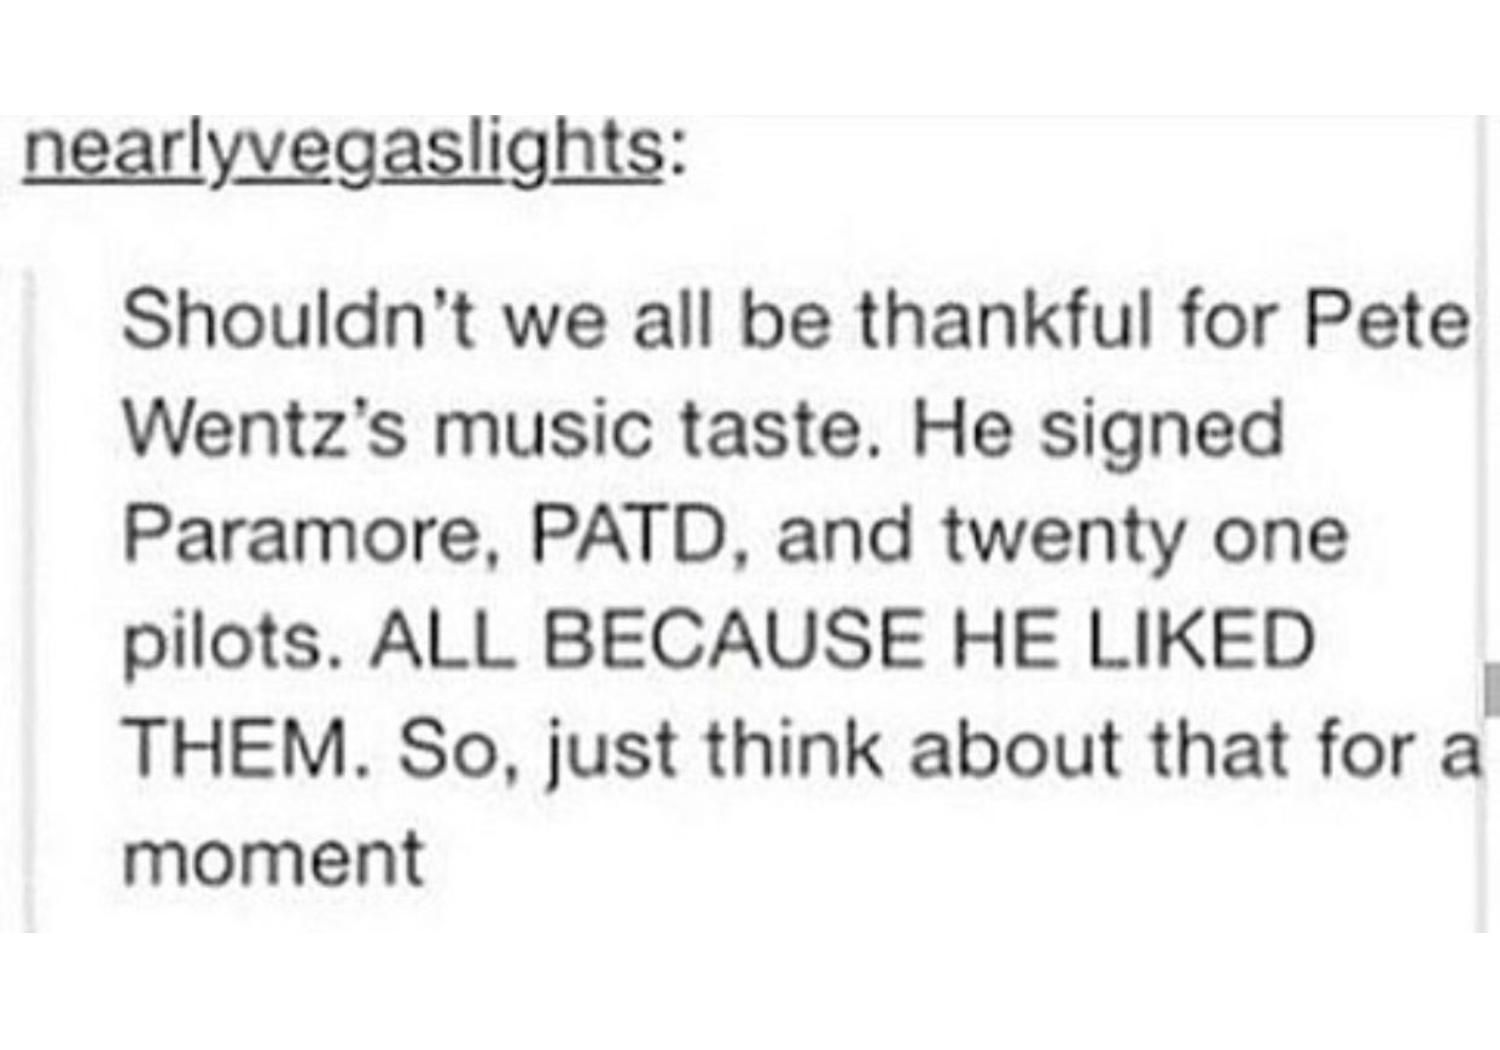 nearlyvegaslights:
Shouldn't we all be thankful for Pete
Wentz's music taste. He signed
Paramore, PATD, and twenty one
pilots. ALL BECAUSE HE LIKED
THEM. So, just think about that for a
moment